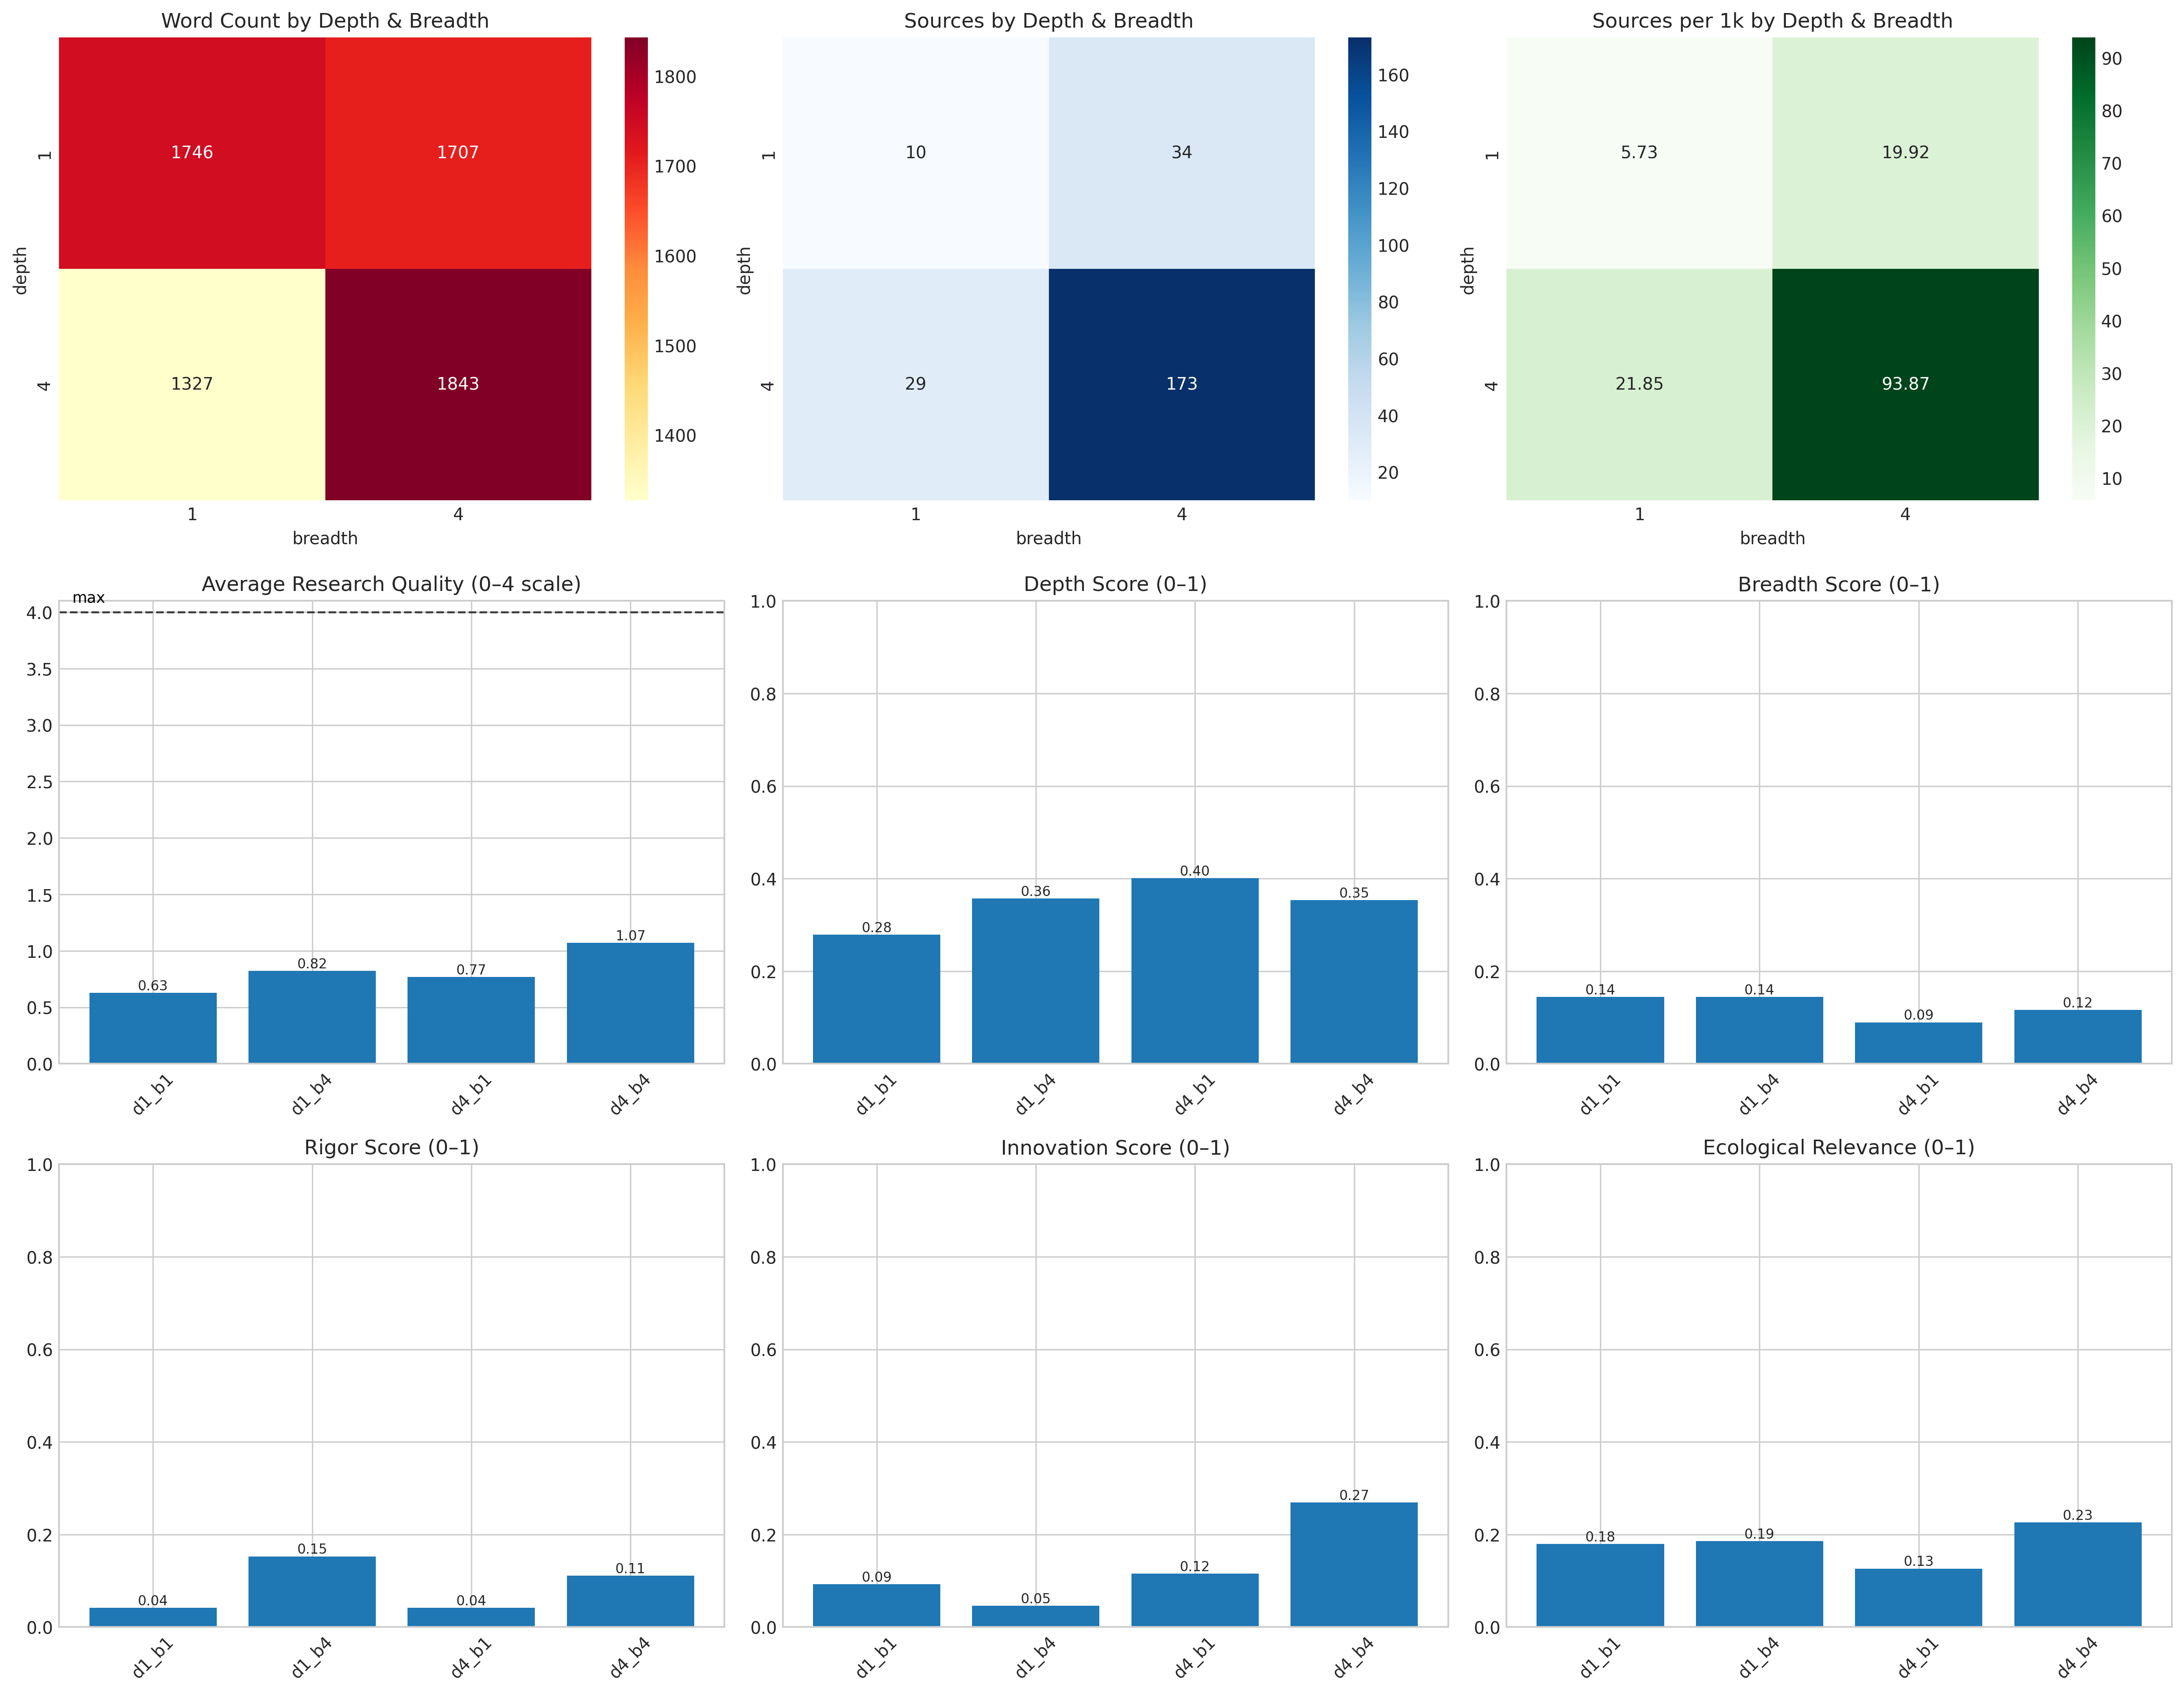 Word Count by Depth & Breadth
1746 1707
1327 1843
1
4
depth
1 4
breadth
1800
1700
1600
1500
1400
Sources by Depth & Breadth
10 34
29 173
1
4
depth
1 4
breadth
160
140
120
100
80
60
40
20
Sources per 1k by Depth & Breadth
5.73 19.92
21.85 93.87
1
4
depth
1 4
breadth
90
80
70
60
50
40
30
20
10
Average Research Quality (0–4 scale)
max
4.0
3.5
3.0
2.5
2.0
1.5
1.0
0.5
0.0
0.63 0.82 0.77 1.07
d1_b1 d1_b4 d4_b1 d4_b4
Depth Score (0–1)
1.0
0.8
0.6
0.4
0.2
0.0
0.28 0.36 0.40 0.35
d1_b1 d1_b4 d4_b1 d4_b4
Breadth Score (0–1)
1.0
0.8
0.6
0.4
0.2
0.0
0.14 0.14 0.09 0.12
d1_b1 d1_b4 d4_b1 d4_b4
Rigor Score (0–1)
1.0
0.8
0.6
0.4
0.2
0.0
0.04 0.15 0.04 0.11
d1_b1 d1_b4 d4_b1 d4_b4
Innovation Score (0–1)
1.0
0.8
0.6
0.4
0.2
0.0
0.09 0.05 0.12 0.27
d1_b1 d1_b4 d4_b1 d4_b4
Ecological Relevance (0–1)
1.0
0.8
0.6
0.4
0.2
0.0
0.18 0.19 0.13 0.23
d1_b1 d1_b4 d4_b1 d4_b4